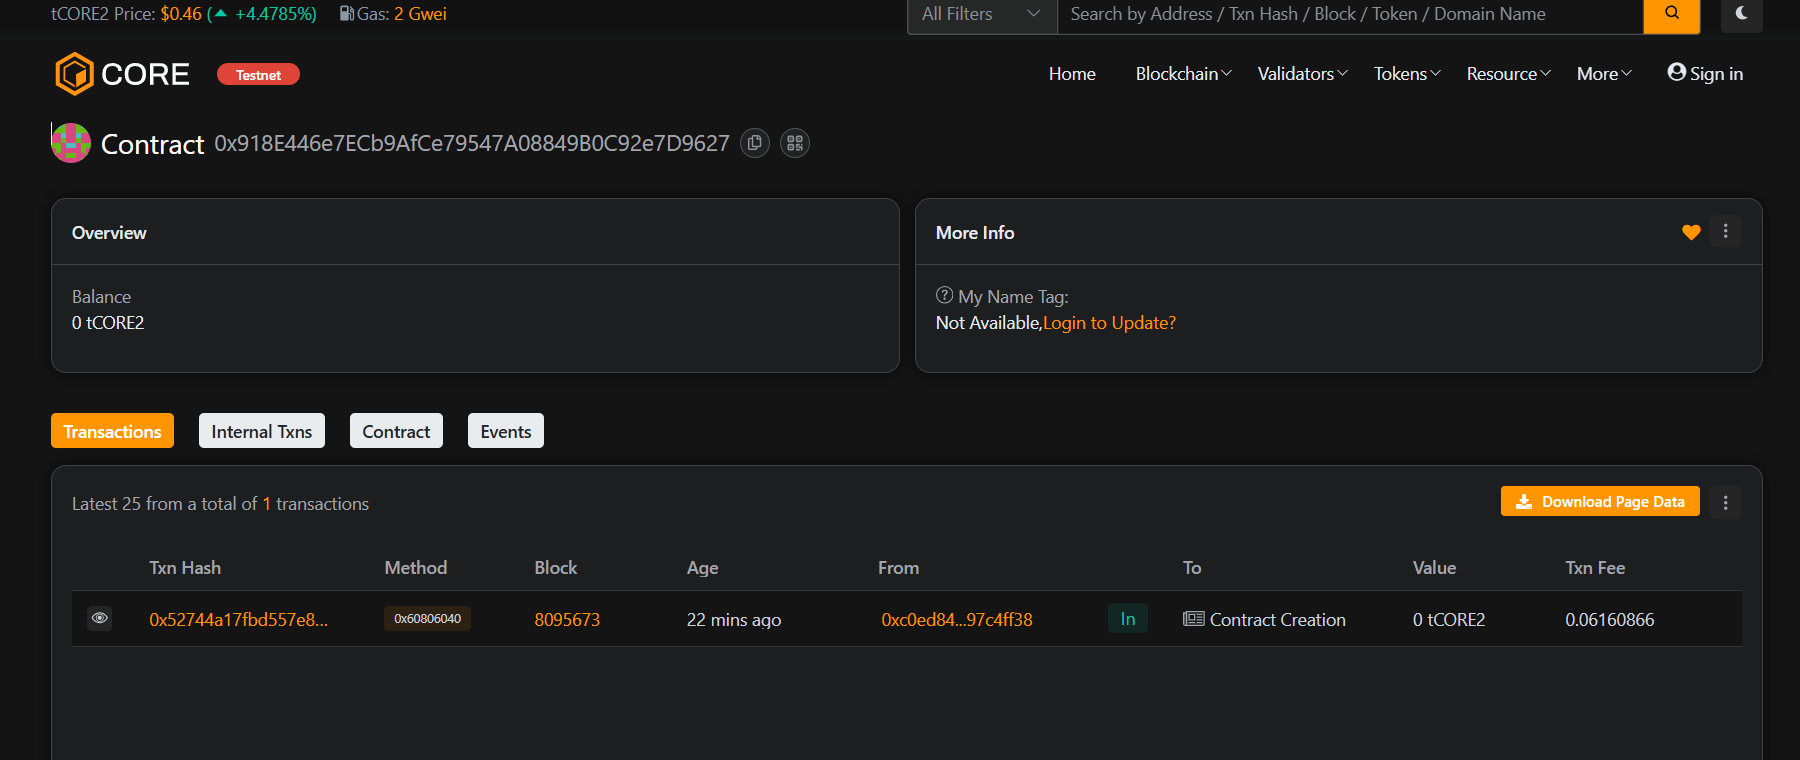 tCORE2 Price: $0.46 (▲ +4.4785%) Gas: 2 Gwei All Filters Search by Address / Txn Hash / Block / Token / Domain Name
CORE Testnet Home Blockchain Validators Tokens Resource More Sign in
Contract 0x918E446e7ECb9AfCe79547A08849B0C92e7D9627
Overview
Balance
0 tCORE2
More Info
My Name Tag:
Not Available,Login to Update?
Transactions Internal Txns Contract Events
Latest 25 from a total of 1 transactions Download Page Data
Txn Hash Method Block Age From To Value Txn Fee
0x52744a17fbd557e8... 0x60806040 8095673 22 mins ago 0xc0ed84...97c4ff38 In Contract Creation 0 tCORE2 0.06160866